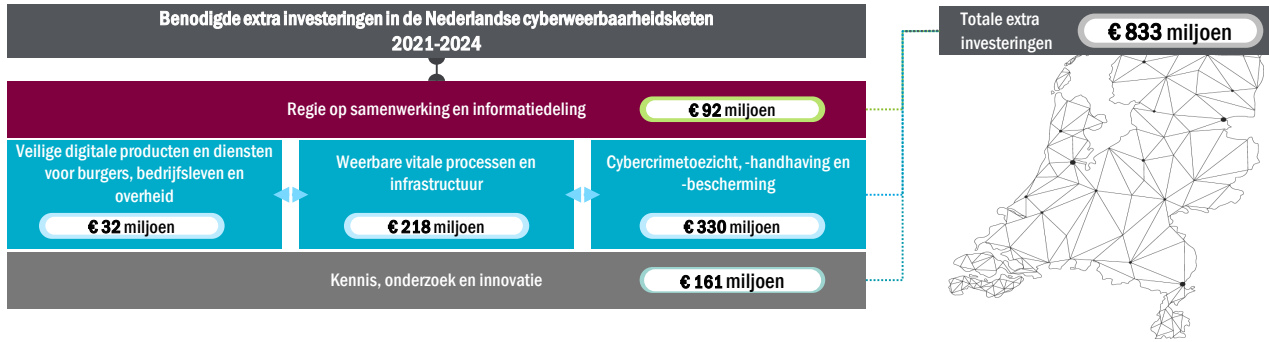 Benodigde extra investeringen in de Nederlandse cyberweerbaarheidsketen
2021-2024
Totale extra
investeringen
€ 833 miljoen
Regie op samenwerking en informatiedeling
€ 92 miljoen
Veilige digitale producten en diensten
voor burgers, bedrijfsleven en
overheid
€ 32 miljoen
Weerbare vitale processen en
infrastructuur
€ 218 miljoen
Cybercrimetoezicht, -handhaving en
-bescherming
€ 330 miljoen
Kennis, onderzoek en innovatie
€ 161 miljoen